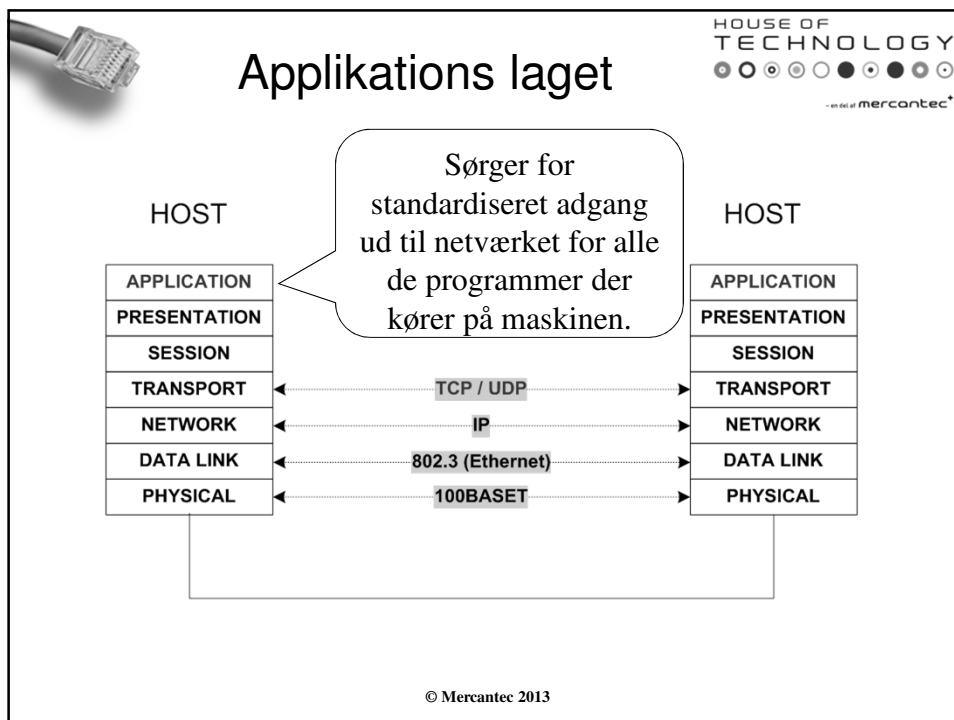 Applikations laget
HOUSE OF
TECHNOLOGY
- en del af mercantec+
Sørger for
standardiseret adgang
ud til netværket for alle
de programmer der
kører på maskinen.
HOST
HOST
APPLICATION
APPLICATION
PRESENTATION
PRESENTATION
SESSION
SESSION
TRANSPORT
TCP / UDP
TRANSPORT
NETWORK
IP
NETWORK
DATA LINK
802.3 (Ethernet)
DATA LINK
PHYSICAL
100BASET
PHYSICAL
© Mercantec 2013